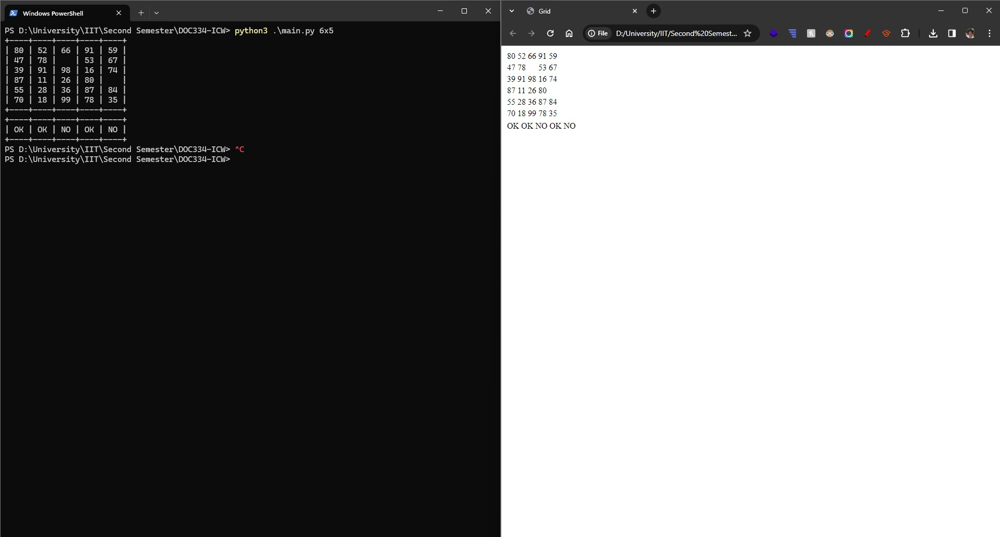 Windows PowerShell
PS D:\University\IIT\Second Semester\DOC334-ICW> python3 .\main.py 6x5
+----+----+----+----+----+
| 80 | 52 | 66 | 91 | 59 |
| 47 | 78 |    | 53 | 67 |
| 39 | 91 | 98 | 16 | 74 |
| 87 | 11 | 26 | 80 |    |
| 55 | 28 | 36 | 87 | 84 |
| 70 | 18 | 99 | 78 | 35 |
+----+----+----+----+----+
+----+----+----+----+----+
| OK | OK | NO | OK | NO |
+----+----+----+----+----+
PS D:\University\IIT\Second Semester\DOC334-ICW> ^C
PS D:\University\IIT\Second Semester\DOC334-ICW>
Grid
File D:/University/IIT/Second%20Semest...
80 52 66 91 59
47 78    53 67
39 91 98 16 74
87 11 26 80
55 28 36 87 84
70 18 99 78 35
OK OK NO OK NO